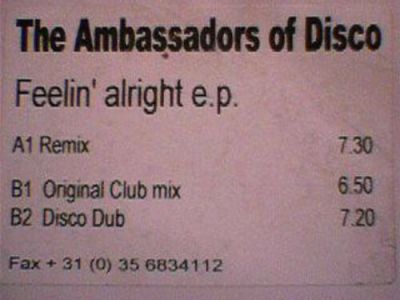 The Ambassadors of Disco
Feelin' alright e.p.
A1 Remix 7.30
B1 Original Club mix 6.50
B2 Disco Dub 7.20
Fax + 31 (0) 35 6834112